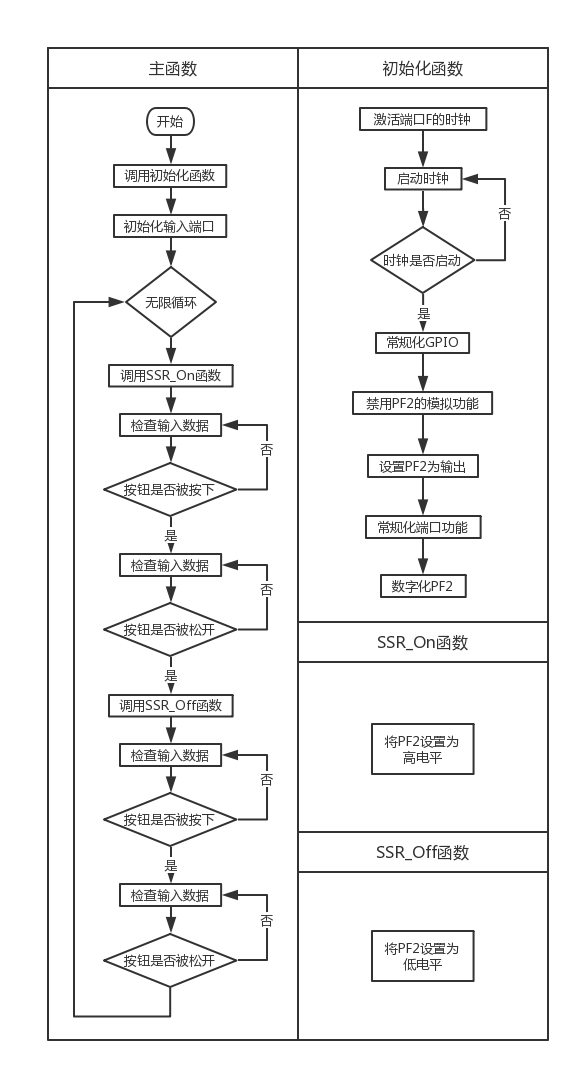 主函数
开始
调用初始化函数
初始化输入端口
无限循环
调用SSR_On函数
检查输入数据
否
按钮是否被按下
是
检查输入数据
否
按钮是否被松开
是
调用SSR_Off函数
检查输入数据
否
按钮是否被按下
是
检查输入数据
否
按钮是否被松开
初始化函数
激活端口F的时钟
启动时钟
否
时钟是否启动
是
常规化GPIO
禁用PF2的模拟功能
设置PF2为输出
常规化端口功能
数字化PF2
SSR_On函数
将PF2设置为
高电平
SSR_Off函数
将PF2设置为
低电平